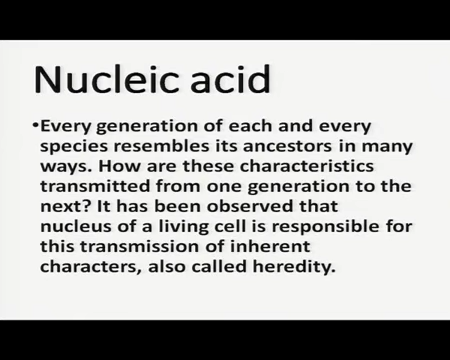 Nucleic acid
•Every generation of each and every
species resembles its ancestors in many
ways. How are these characteristics
transmitted from one generation to the
next? It has been observed that
nucleus of a living cell is responsible for
this transmission of inherent
characters, also called heredity.